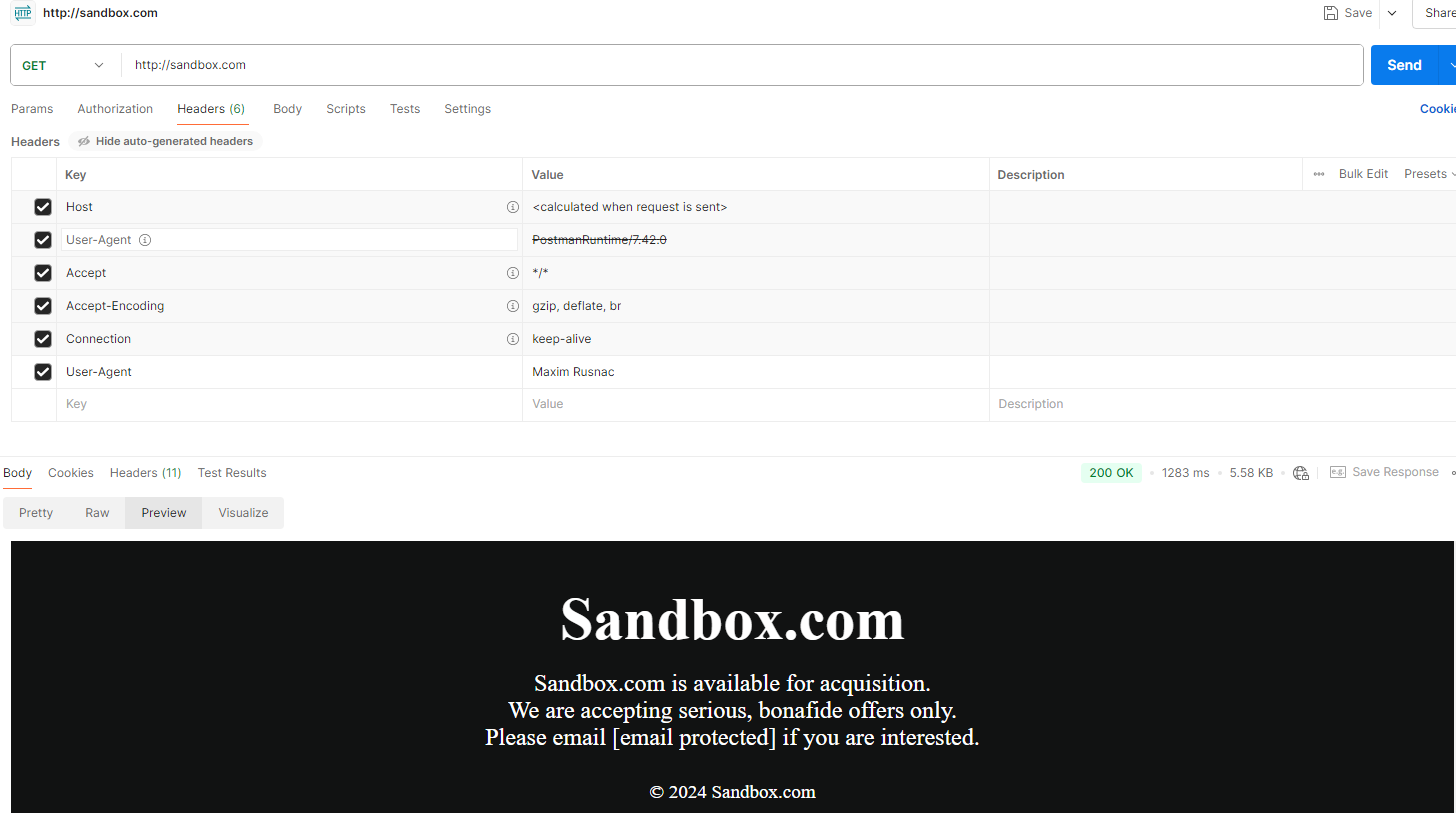 HTTP http://sandbox.com Save Share
GET http://sandbox.com Send
Params Authorization Headers (6) Body Scripts Tests Settings
Headers Hide auto-generated headers
Key Value Description Bulk Edit Presets
Host <calculated when request is sent>
User-Agent PostmanRuntime/7.42.0
Accept */*
Accept-Encoding gzip, deflate, br
Connection keep-alive
User-Agent Maxim Rusnac
Key Value Description
Body Cookies Headers (11) Test Results 200 OK 1283 ms 5.58 KB e.g. Save Response
Pretty Raw Preview Visualize
Sandbox.com
Sandbox.com is available for acquisition.
We are accepting serious, bonafide offers only.
Please email [email protected] if you are interested.
© 2024 Sandbox.com